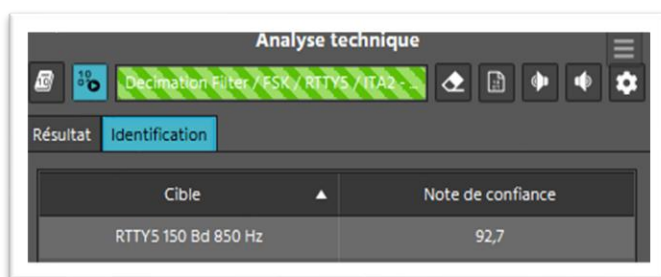 Analyse technique
Decimation Filter / FSK / RTTY5 / ITA2 - ...
Résultat Identification
Cible Note de confiance
RTTY5 150 Bd 850 Hz 92,7